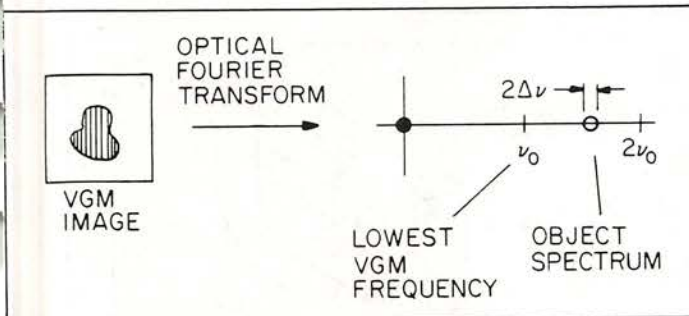 OPTICAL
FOURIER
TRANSFORM
VGM
IMAGE
2Δν
ν₀
2ν₀
LOWEST
VGM
FREQUENCY
OBJECT
SPECTRUM